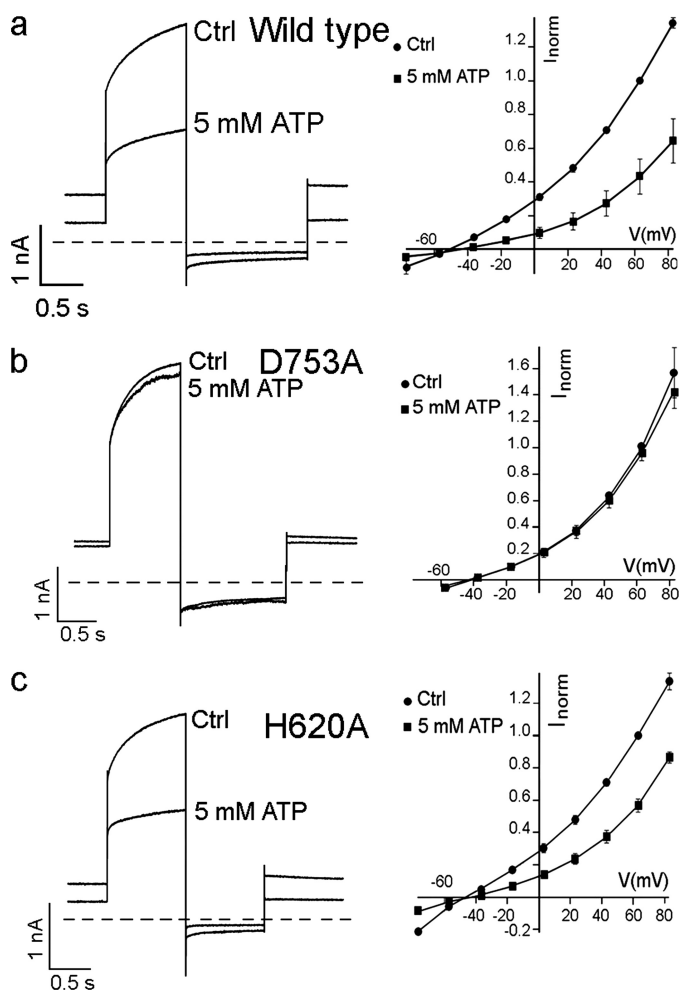 a
Ctrl Wild type
5 mM ATP
1 nA
0.5 s
Ctrl
5 mM ATP
Inorm
1.2
1.0
0.8
0.6
0.4
V(mV)
-60
-40 -20 20 40 60 80
b
Ctrl D753A
5 mM ATP
1 nA
0.5 s
Ctrl
5 mM ATP
Inorm
1.6
1.4
1.2
1.0
0.8
0.6
0.4
0.2
V(mV)
-60
-40 -20 20 40 60 80
c
Ctrl
H620A
5 mM ATP
1 nA
0.5 s
Ctrl
5 mM ATP
Inorm
1.2
1.0
0.8
0.6
0.4
V(mV)
-60
-40 -20 20 40 60 80
-0.2